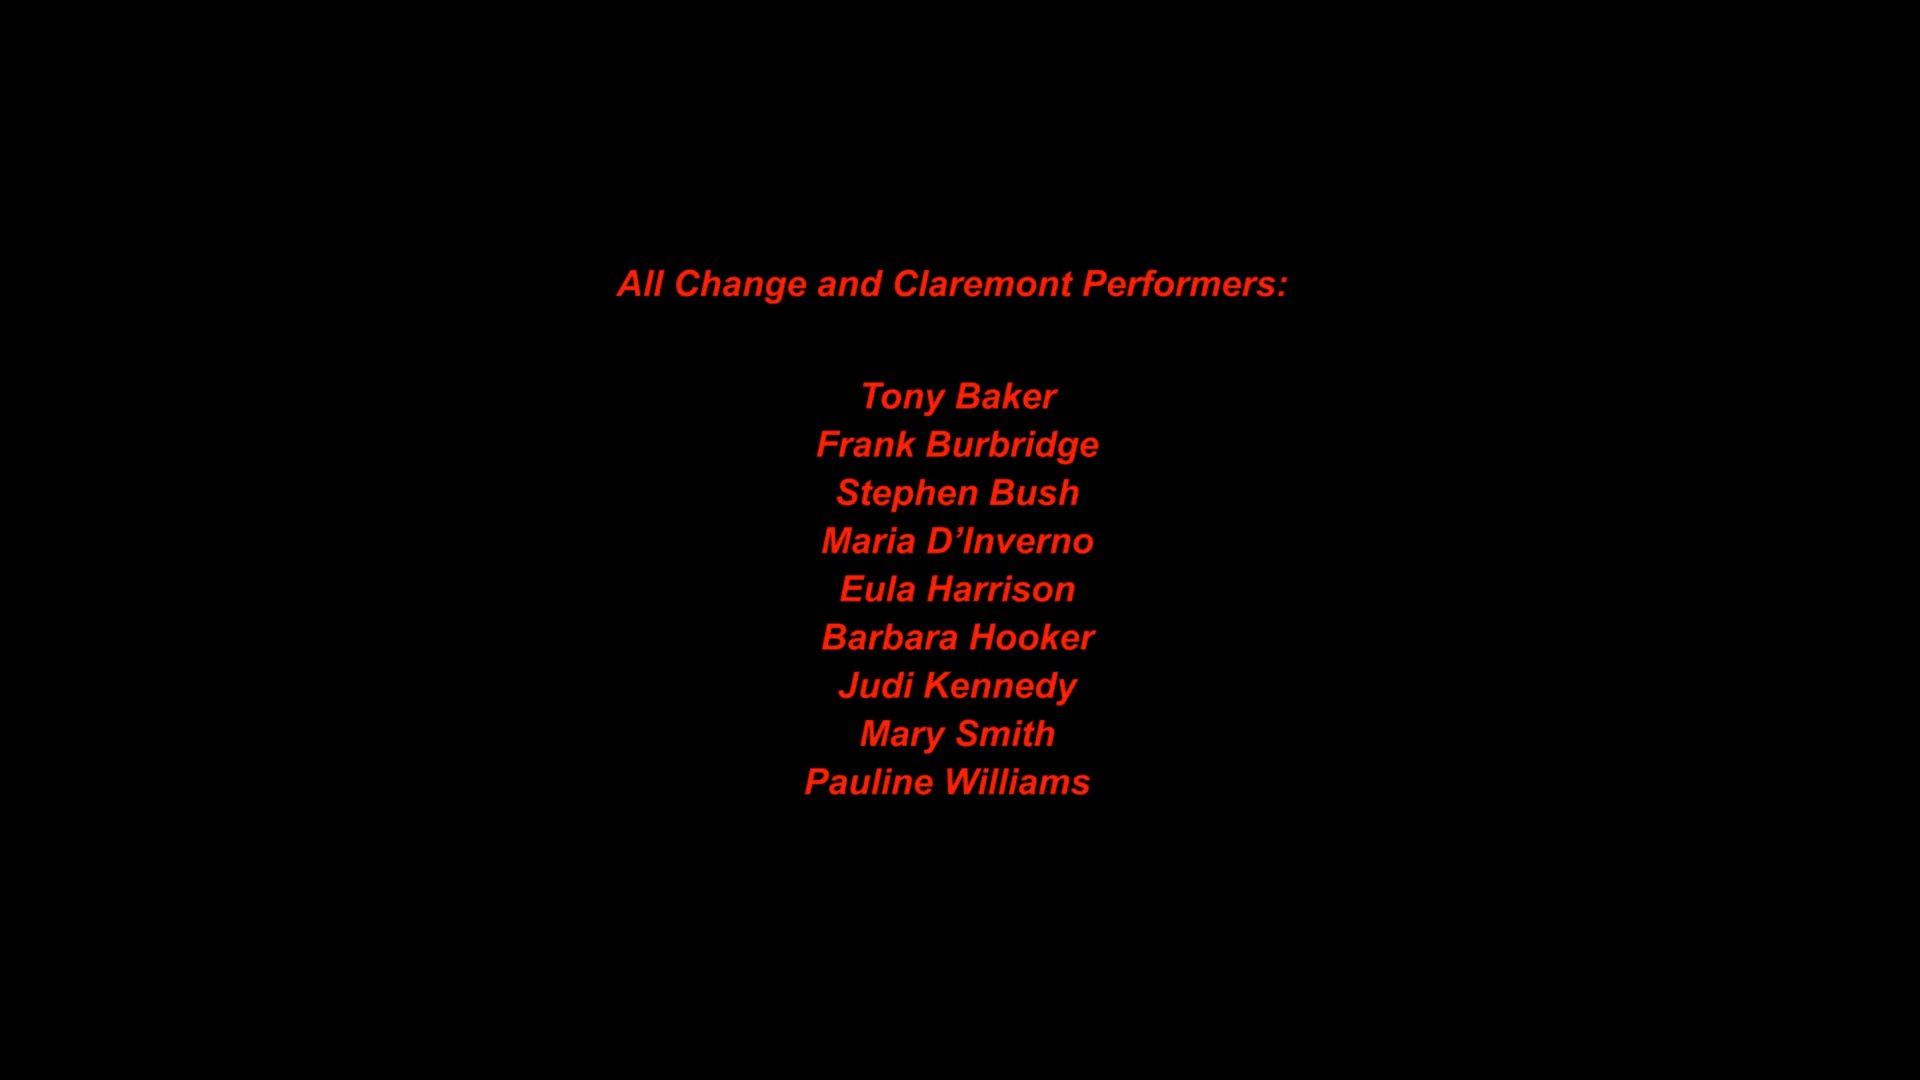 All Change and Claremont Performers:
Tony Baker
Frank Burbridge
Stephen Bush
Maria D’Inverno
Eula Harrison
Barbara Hooker
Judi Kennedy
Mary Smith
Pauline Williams